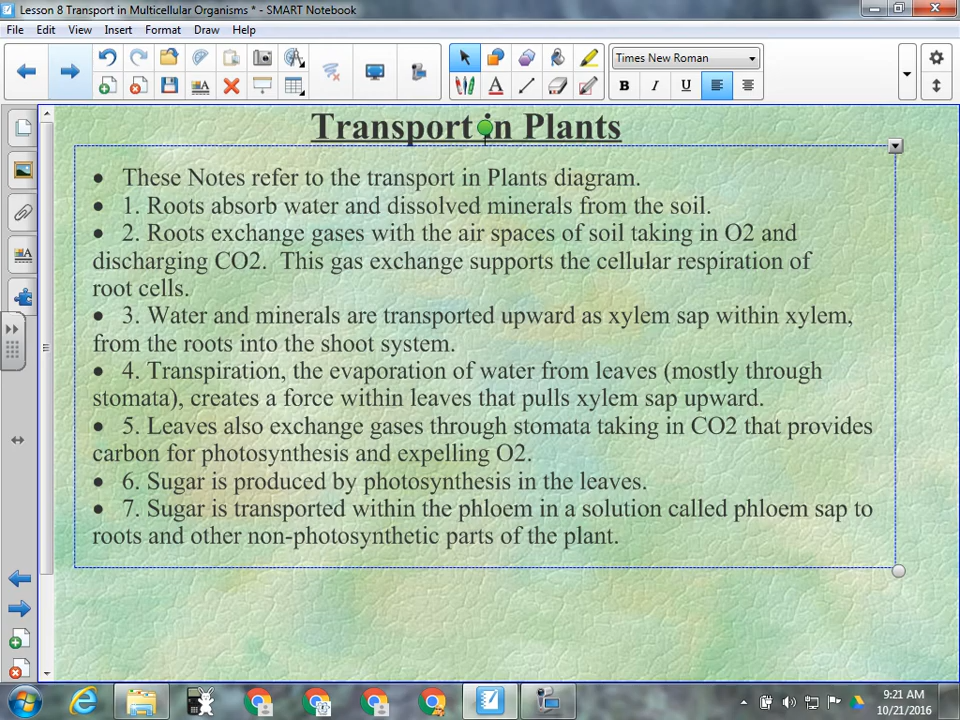 Lesson 8 Transport in Multicellular Organisms * - SMART Notebook
File Edit View Insert Format Draw Help
Times New Roman
B I U
Transport in Plants
• These Notes refer to the transport in Plants diagram.
• 1. Roots absorb water and dissolved minerals from the soil.
• 2. Roots exchange gases with the air spaces of soil taking in O2 and
discharging CO2.  This gas exchange supports the cellular respiration of
root cells.
• 3. Water and minerals are transported upward as xylem sap within xylem,
from the roots into the shoot system.
• 4. Transpiration, the evaporation of water from leaves (mostly through
stomata), creates a force within leaves that pulls xylem sap upward.
• 5. Leaves also exchange gases through stomata taking in CO2 that provides
carbon for photosynthesis and expelling O2.
• 6. Sugar is produced by photosynthesis in the leaves.
• 7. Sugar is transported within the phloem in a solution called phloem sap to
roots and other non-photosynthetic parts of the plant.
9:21 AM
10/21/2016